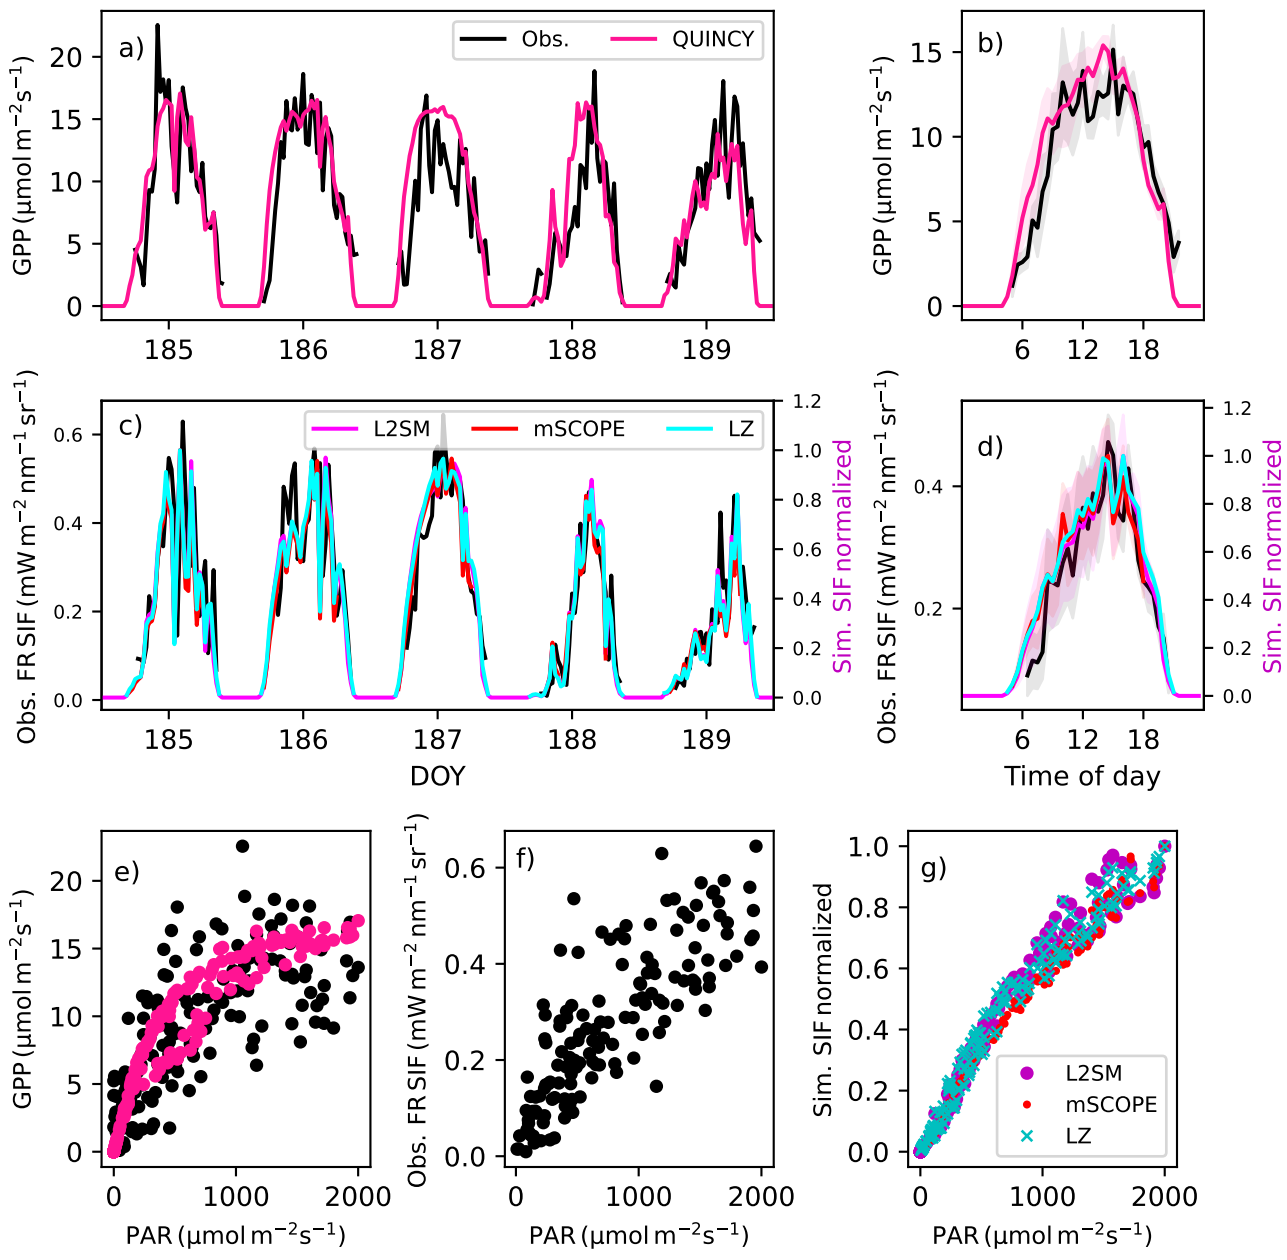 a)
Obs.
QUINCY
GPP (μmol m⁻²s⁻¹)
20
15
10
5
0
185
186
187
188
189
b)
GPP (μmol m⁻²s⁻¹)
15
10
5
0
6
12
18
c)
L2SM
mSCOPE
LZ
Obs. FR SIF (mW m⁻² nm⁻¹ sr⁻¹)
0.6
0.4
0.2
0.0
1.2
1.0
0.8
0.6
0.4
0.2
0.0
Sim. SIF normalized
185
186
187
188
189
DOY
d)
Obs. FR SIF (mW m⁻² nm⁻¹ sr⁻¹)
0.4
0.2
1.2
1.0
0.8
0.6
0.4
0.2
0.0
Sim. SIF normalized
6
12
18
Time of day
e)
GPP (μmol m⁻²s⁻¹)
20
15
10
5
0
0
1000
2000
PAR (μmol m⁻²s⁻¹)
f)
Obs. FR SIF (mW m⁻² nm⁻¹ sr⁻¹)
0.6
0.4
0.2
0.0
0
1000
2000
PAR (μmol m⁻²s⁻¹)
g)
Sim. SIF normalized
1.0
0.8
0.6
0.4
0.2
0.0
L2SM
mSCOPE
LZ
0
1000
2000
PAR (μmol m⁻²s⁻¹)